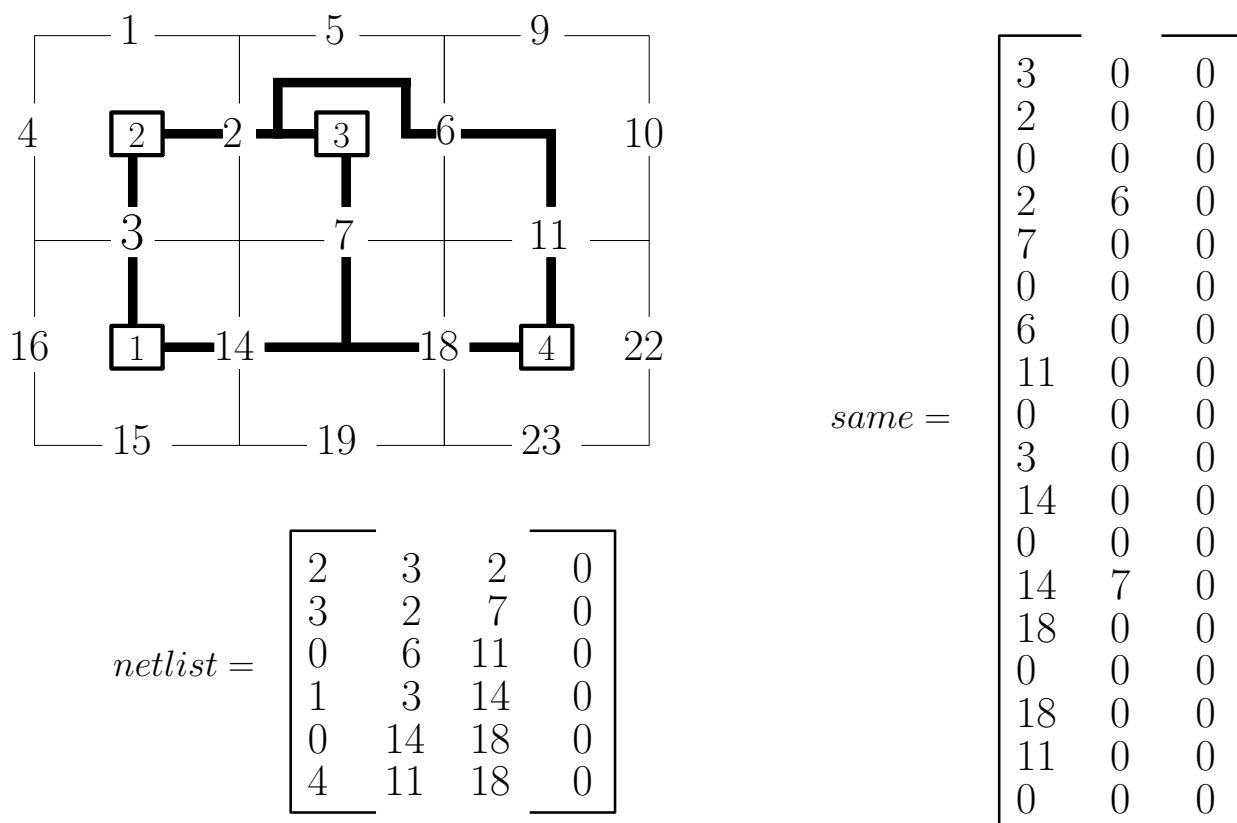 1 5 9
4 2 2 3 6 10
3 7 11
16 1 14 18 4 22
15 19 23
netlist =
2 3 2 0
3 2 7 0
0 6 11 0
1 3 14 0
0 14 18 0
4 11 18 0
same =
3 0 0
2 0 0
0 0 0
2 6 0
7 0 0
0 0 0
6 0 0
11 0 0
0 0 0
3 0 0
14 0 0
0 0 0
14 7 0
18 0 0
0 0 0
18 0 0
11 0 0
0 0 0